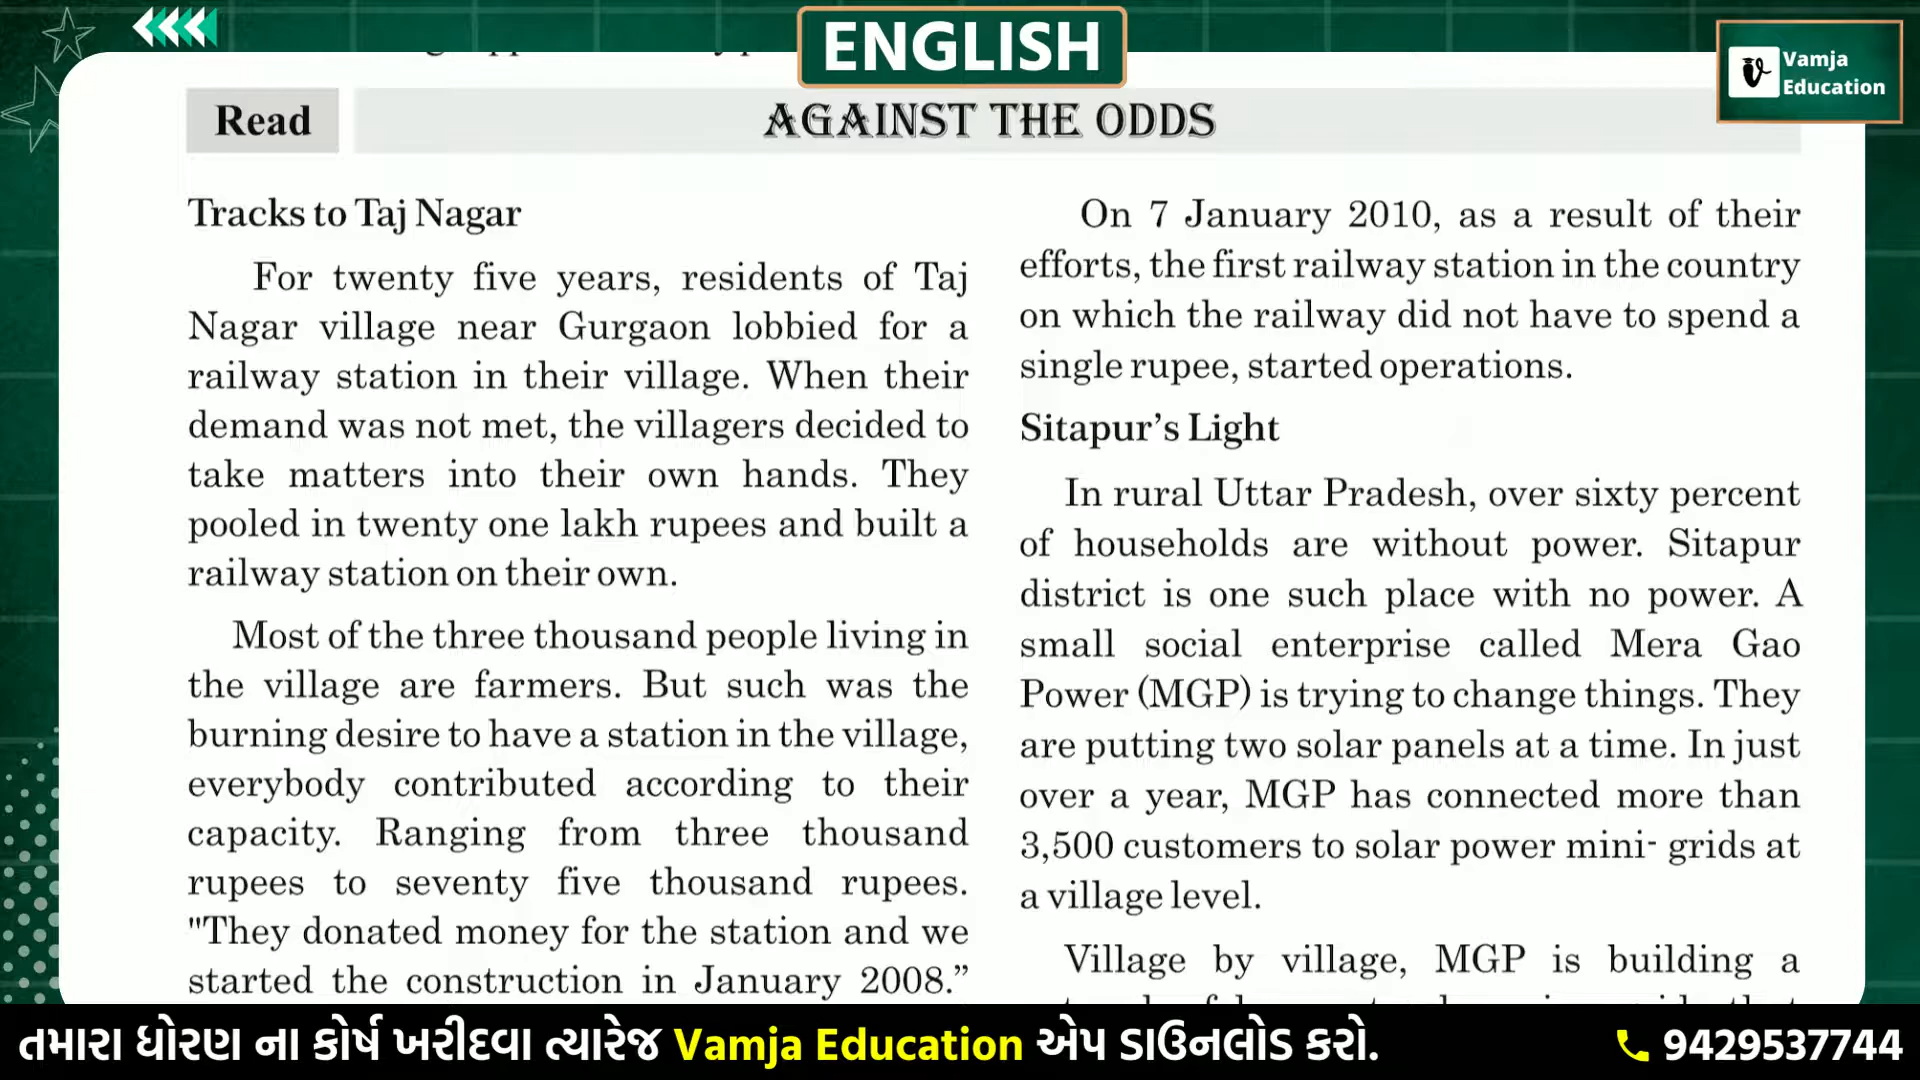 ENGLISH
Vamja
Education
Read
AGAINST THE ODDS
Tracks to Taj Nagar
For twenty five years, residents of Taj
Nagar village near Gurgaon lobbied for a
railway station in their village. When their
demand was not met, the villagers decided to
take matters into their own hands. They
pooled in twenty one lakh rupees and built a
railway station on their own.
Most of the three thousand people living in
the village are farmers. But such was the
burning desire to have a station in the village,
everybody contributed according to their
capacity. Ranging from three thousand
rupees to seventy five thousand rupees.
"They donated money for the station and we
started the construction in January 2008.”
On 7 January 2010, as a result of their
efforts, the first railway station in the country
on which the railway did not have to spend a
single rupee, started operations.
Sitapur’s Light
In rural Uttar Pradesh, over sixty percent
of households are without power. Sitapur
district is one such place with no power. A
small social enterprise called Mera Gao
Power (MGP) is trying to change things. They
are putting two solar panels at a time. In just
over a year, MGP has connected more than
3,500 customers to solar power mini- grids at
a village level.
Village by village, MGP is building a
તમારા ધોરણ ના કોર્ષ ખરીદવા ત્યારેજ Vamja Education એપ ડાઉનલોડ કરો.
9429537744